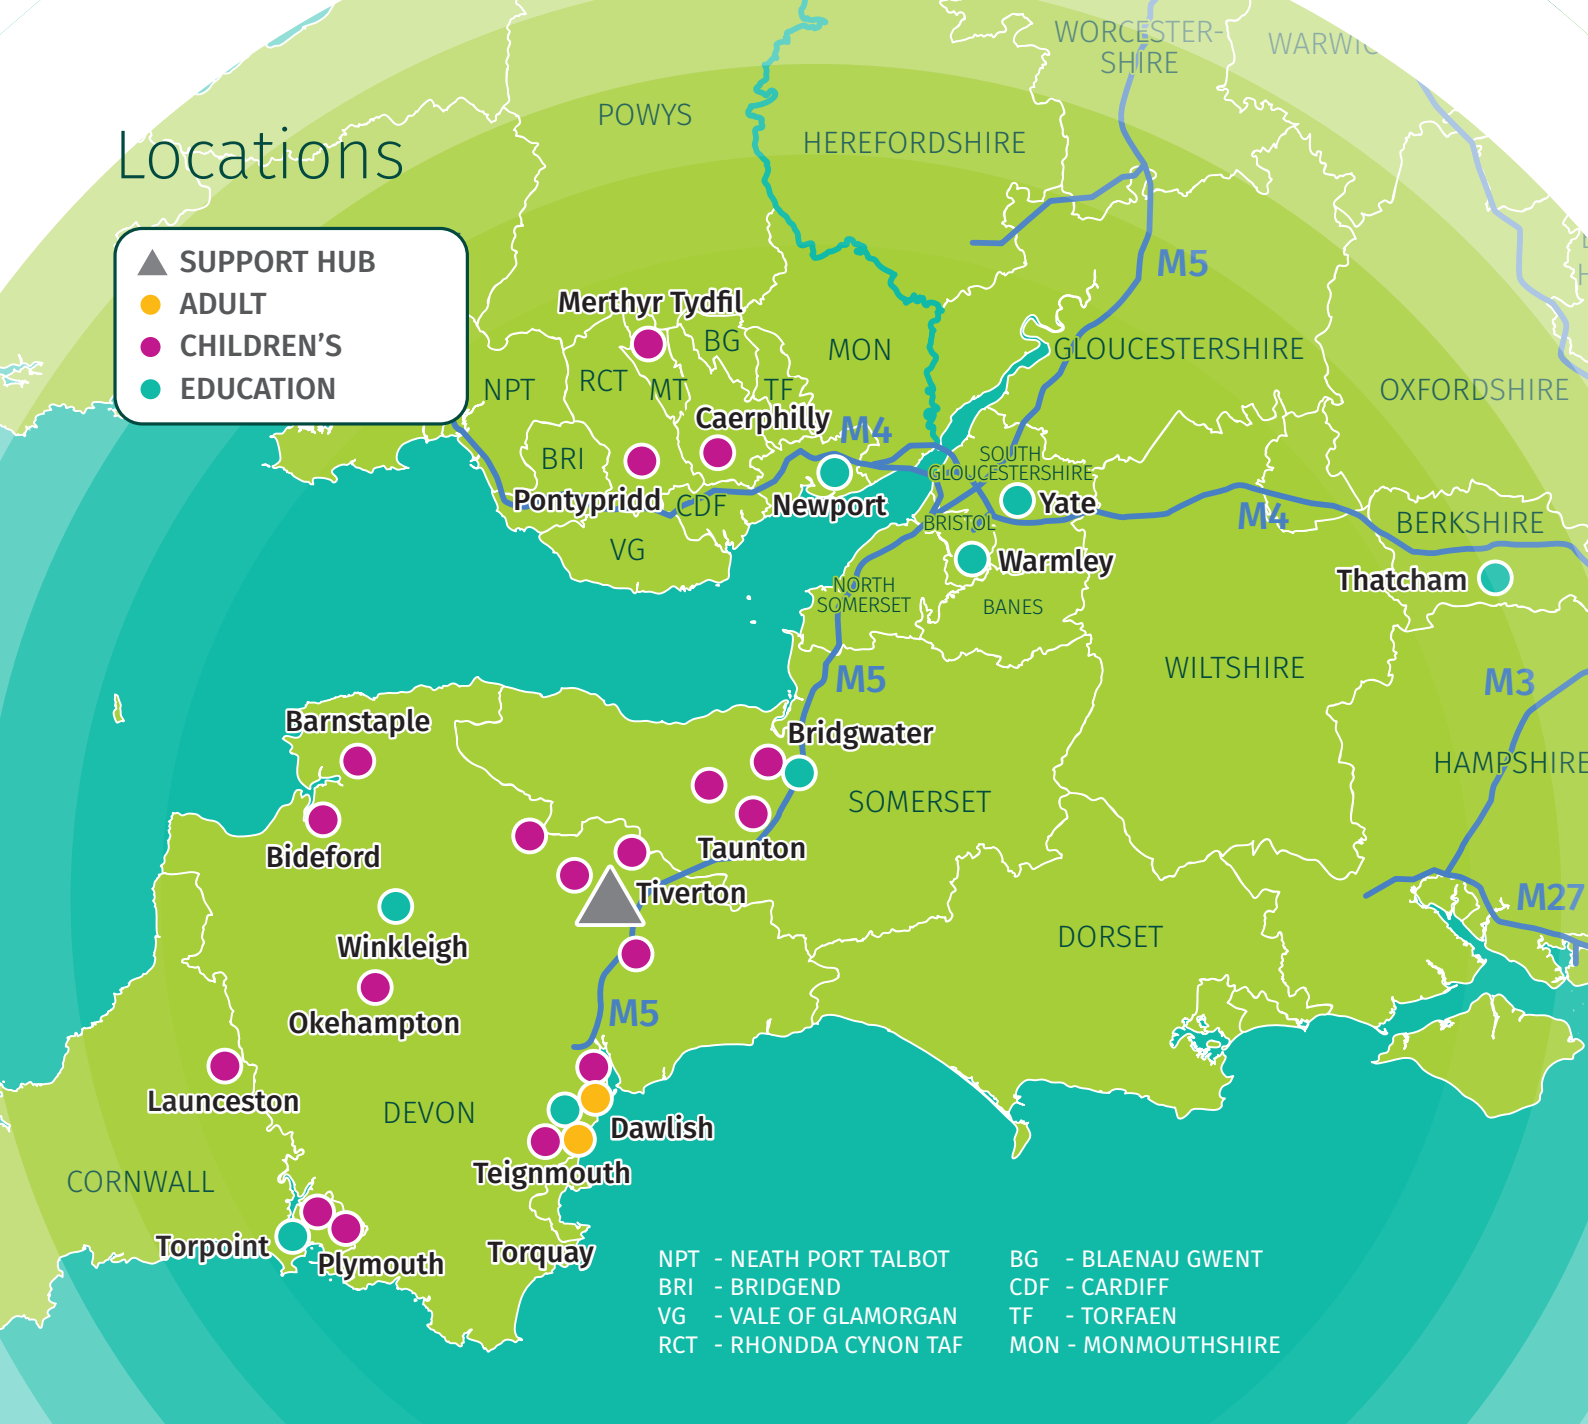 WORCESTER-
SHIRE
POWYS
HEREFORDSHIRE
Locations
SUPPORT HUB
ADULT
CHILDREN'S
EDUCATION
M5
Merthyr Tydfil
BG
MON
GLOUCESTERSHIRE
NPT
RCT
MT
TF
OXFORDSHIRE
Caerphilly
M4
BRI
SOUTH
GLOUCESTERSHIRE
Pontypridd
CDF
Newport
Yate
M4
BRISTOL
BERKSHIRE
VG
Warmley
Thatcham
NORTH
SOMERSET
BANES
WILTSHIRE
M5
M3
Barnstaple
Bridgwater
HAMPSHIRE
SOMERSET
Taunton
Bideford
Tiverton
M27
Winkleigh
DORSET
Okehampton
M5
Launceston
DEVON
Dawlish
Teignmouth
CORNWALL
Torpoint
Plymouth
Torquay
NPT - NEATH PORT TALBOT
BRI - BRIDGEND
VG - VALE OF GLAMORGAN
RCT - RHONDDA CYNON TAF
BG - BLAENAU GWENT
CDF - CARDIFF
TF - TORFAEN
MON - MONMOUTHSHIRE